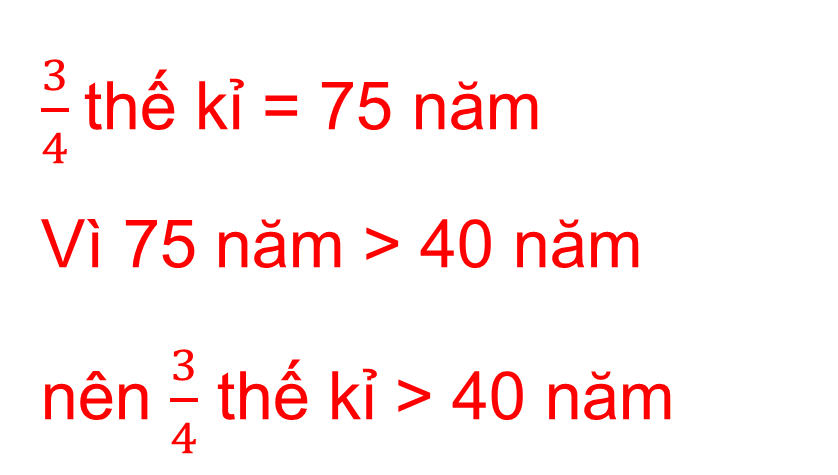 3/4 thế kỉ = 75 năm
Vì 75 năm > 40 năm
nên 3/4 thế kỉ > 40 năm